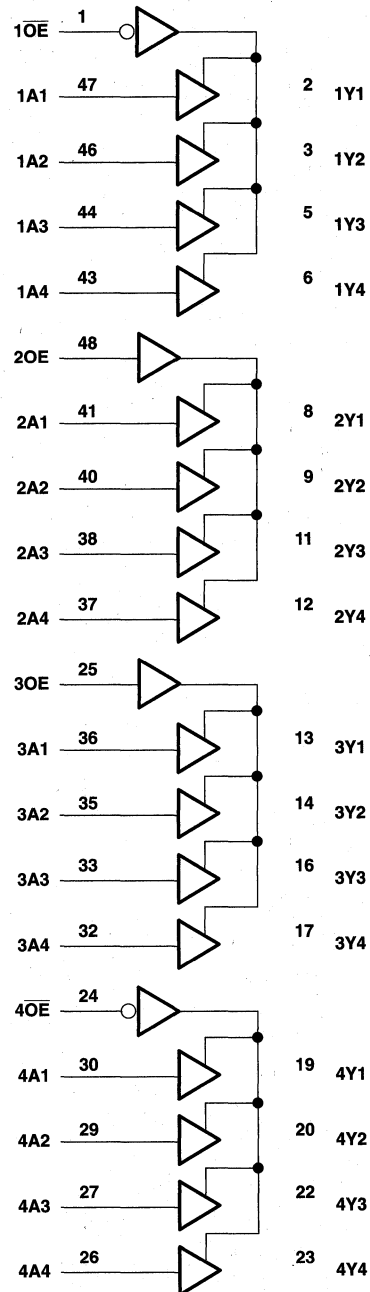 1O̅E̅ 1
1A1 47 2 1Y1
1A2 46 3 1Y2
1A3 44 5 1Y3
1A4 43 6 1Y4
2OE 48
2A1 41 8 2Y1
2A2 40 9 2Y2
2A3 38 11 2Y3
2A4 37 12 2Y4
3OE 25
3A1 36 13 3Y1
3A2 35 14 3Y2
3A3 33 16 3Y3
3A4 32 17 3Y4
4O̅E̅ 24
4A1 30 19 4Y1
4A2 29 20 4Y2
4A3 27 22 4Y3
4A4 26 23 4Y4